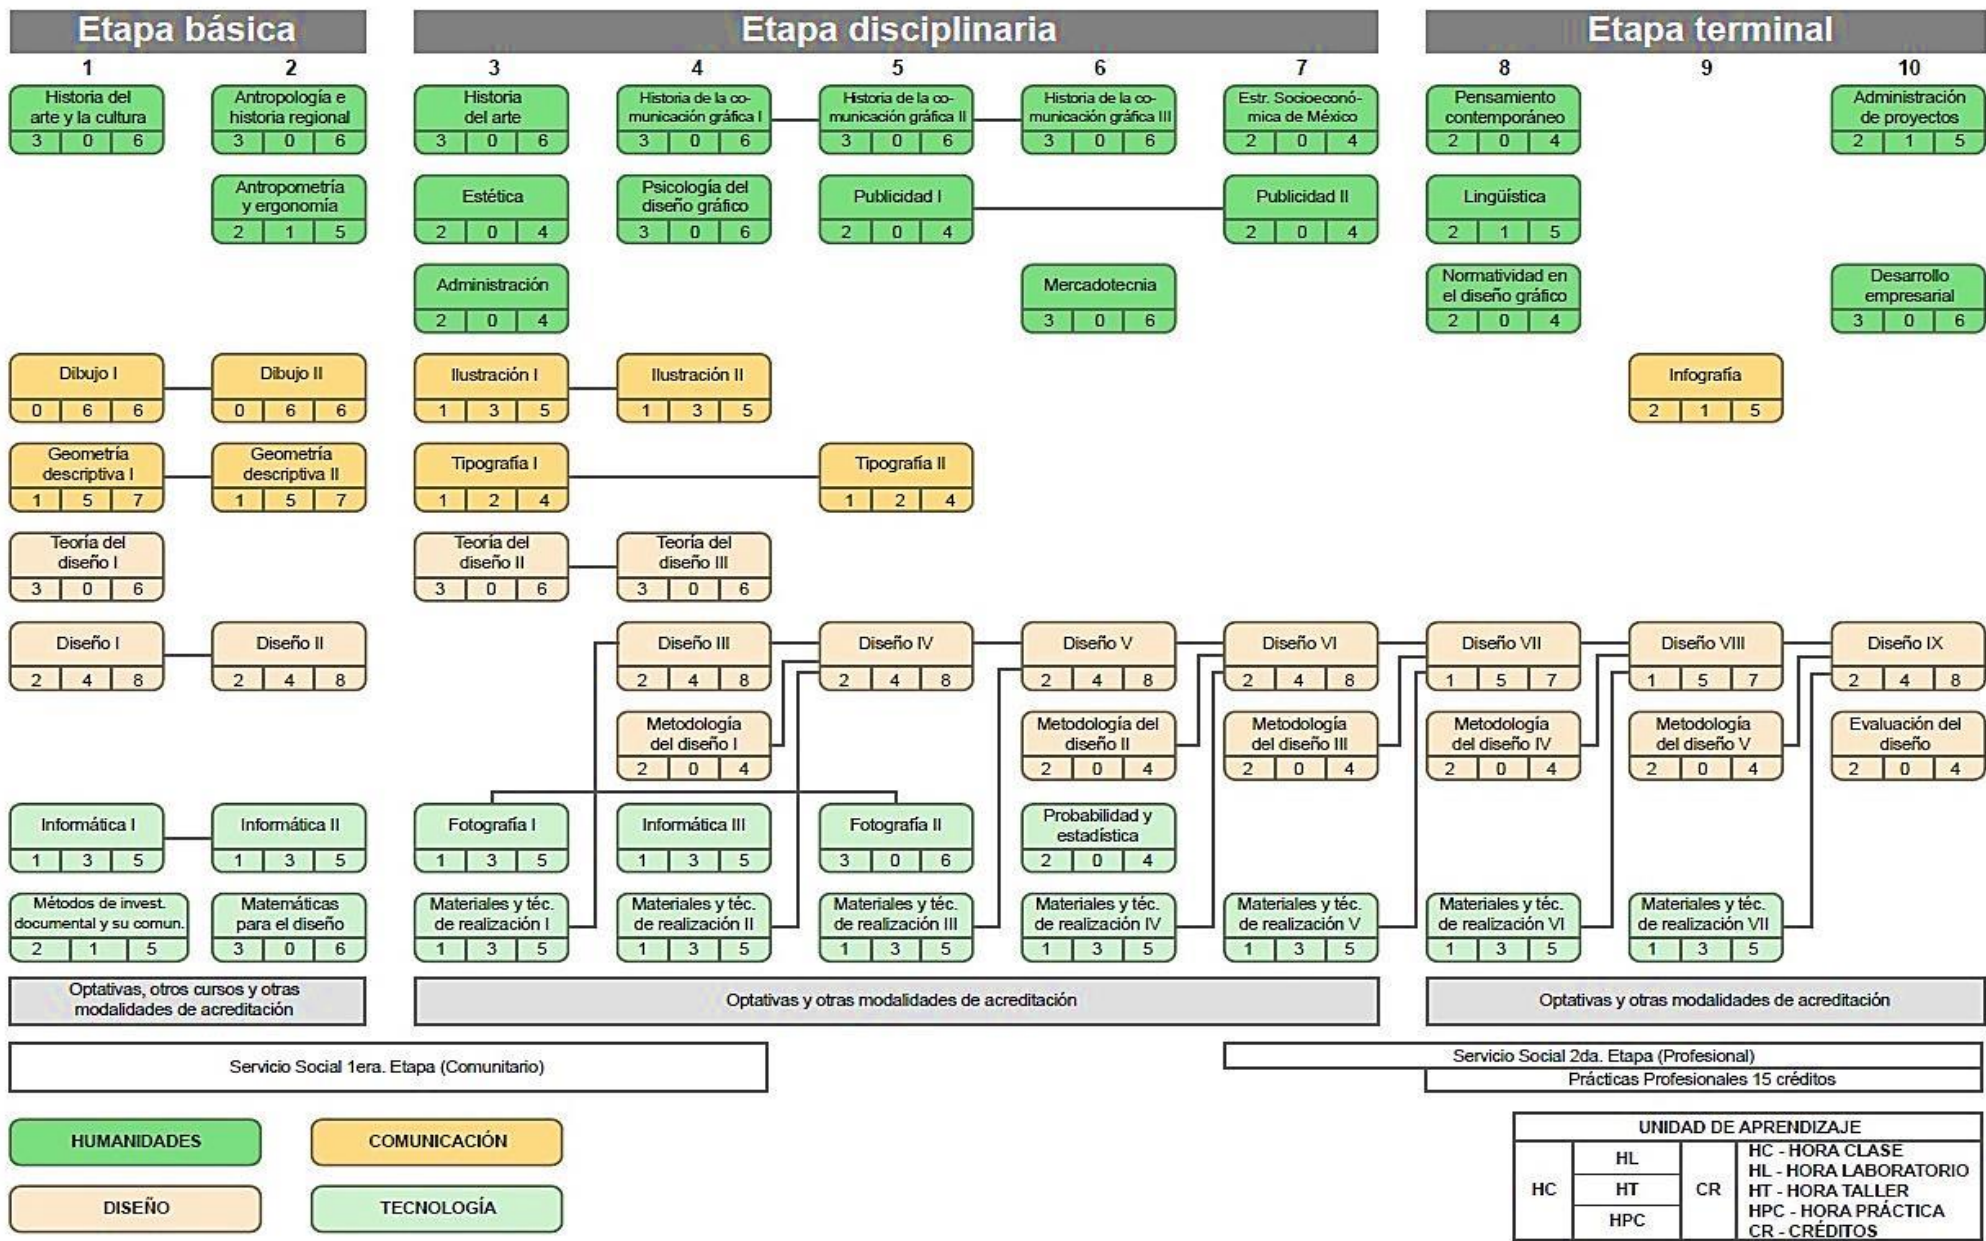 Etapa básica
Etapa disciplinaria
Etapa terminal
1 2 3 4 5 6 7 8 9 10
Historia del
arte y la cultura
3 0 6
Antropología e
historia regional
3 0 6
Historia
del arte
3 0 6
Historia de la co-
municación gráfica I
3 0 6
Historia de la co-
municación gráfica II
3 0 6
Historia de la co-
municación gráfica III
3 0 6
Estr. Socioeconó-
mica de México
2 0 4
Pensamiento
contemporáneo
2 0 4
Administración
de proyectos
2 1 5
Antropometría
y ergonomía
2 1 5
Estética
2 0 4
Psicología del
diseño gráfico
3 0 6
Publicidad I
2 0 4
Publicidad II
2 0 4
Lingüística
2 1 5
Administración
2 0 4
Mercadotecnia
3 0 6
Normatividad en
el diseño gráfico
2 0 4
Desarrollo
empresarial
3 0 6
Dibujo I
0 6 6
Dibujo II
0 6 6
Ilustración I
1 3 5
Ilustración II
1 3 5
Infografía
2 1 5
Geometría
descriptiva I
1 5 7
Geometría
descriptiva II
1 5 7
Tipografía I
1 2 4
Tipografía II
1 2 4
Teoría del
diseño I
3 0 6
Teoría del
diseño II
3 0 6
Teoría del
diseño III
3 0 6
Diseño I
2 4 8
Diseño II
2 4 8
Diseño III
2 4 8
Diseño IV
2 4 8
Diseño V
2 4 8
Diseño VI
2 4 8
Diseño VII
1 5 7
Diseño VIII
1 5 7
Diseño IX
2 4 8
Metodología
del diseño I
2 0 4
Metodología del
diseño II
2 0 4
Metodología
del diseño III
2 0 4
Metodología
del diseño IV
2 0 4
Metodología
del diseño V
2 0 4
Evaluación del
diseño
2 0 4
Informática I
1 3 5
Informática II
1 3 5
Fotografía I
1 3 5
Informática III
1 3 5
Fotografía II
3 0 6
Probabilidad y
estadística
2 0 4
Métodos de invest.
documental y su comun.
2 1 5
Matemáticas
para el diseño
3 0 6
Materiales y téc.
de realización I
1 3 5
Materiales y téc.
de realización II
1 3 5
Materiales y téc.
de realización III
1 3 5
Materiales y téc.
de realización IV
1 3 5
Materiales y téc.
de realización V
1 3 5
Materiales y téc.
de realización VI
1 3 5
Materiales y téc.
de realización VII
1 3 5
Optativas, otros cursos y otras
modalidades de acreditación
Optativas y otras modalidades de acreditación
Optativas y otras modalidades de acreditación
Servicio Social 1era. Etapa (Comunitario)
Servicio Social 2da. Etapa (Profesional)
Prácticas Profesionales 15 créditos
HUMANIDADES
COMUNICACIÓN
DISEÑO
TECNOLOGÍA
UNIDAD DE APRENDIZAJE
HC
HL
HT
HPC
CR
HC - HORA CLASE
HL - HORA LABORATORIO
HT - HORA TALLER
HPC - HORA PRÁCTICA
CR - CRÉDITOS